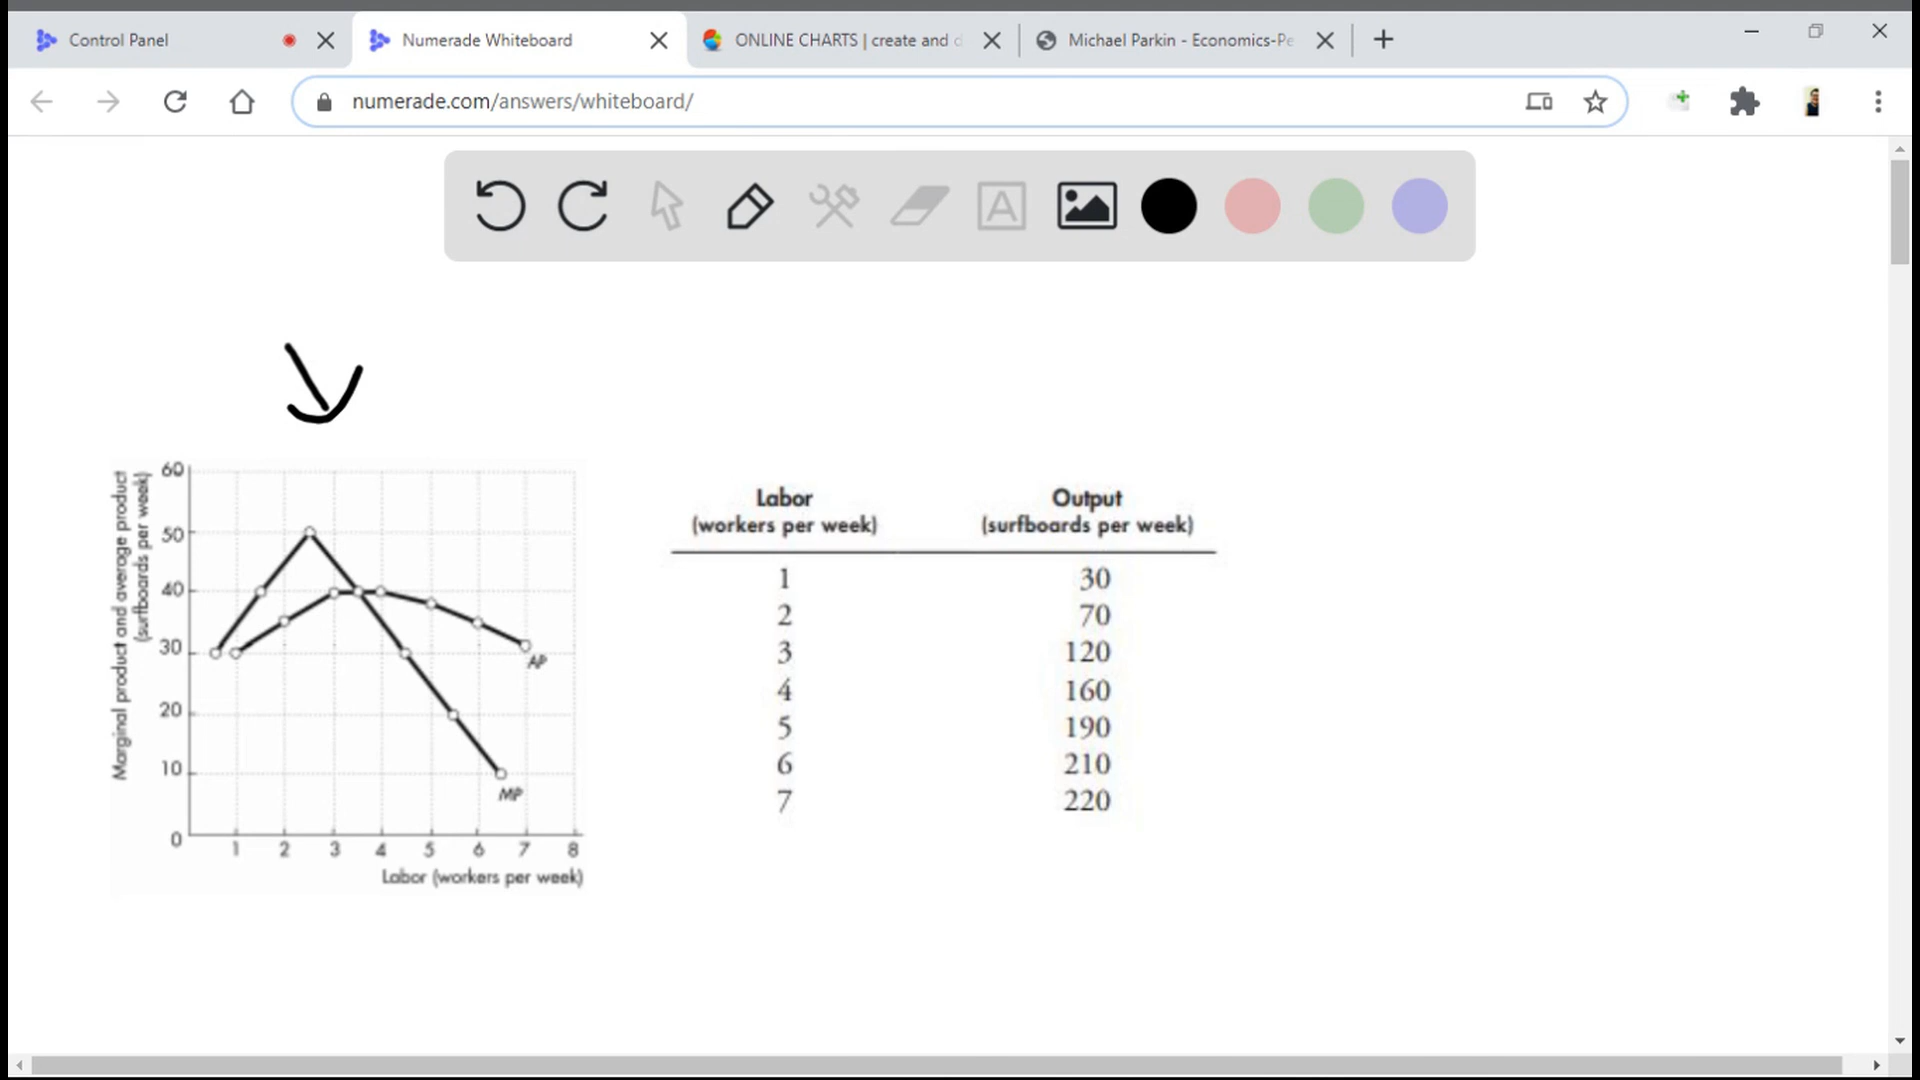 Control Panel
Numerade Whiteboard
ONLINE CHARTS | create and d
Michael Parkin - Economics-Pe
numerade.com/answers/whiteboard/
A
Marginal product and average product
(surfboards per week)
60
50
40
30
20
10
0
AP
MP
1 2 3 4 5 6 7 8
Labor (workers per week)
Labor Output
(workers per week) (surfboards per week)
1 30
2 70
3 120
4 160
5 190
6 210
7 220